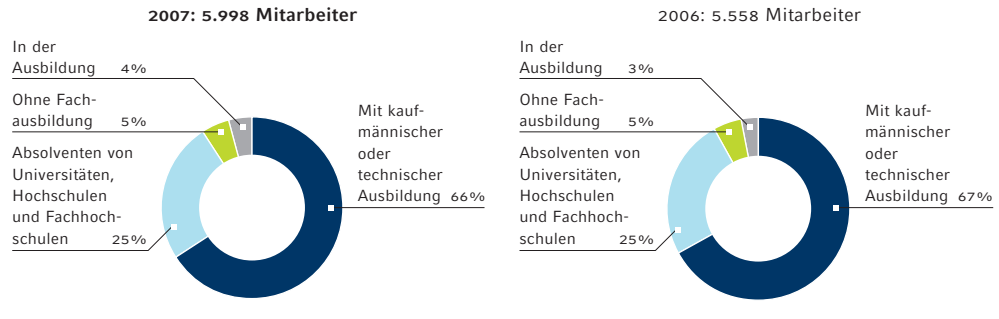 2007: 5.998 Mitarbeiter
In der
Ausbildung 4%
Ohne Fach-
ausbildung 5%
Absolventen von
Universitäten,
Hochschulen
und Fachhoch-
schulen 25%
Mit kauf-
männischer
oder
technischer
Ausbildung 66%
2006: 5.558 Mitarbeiter
In der
Ausbildung 3%
Ohne Fach-
ausbildung 5%
Absolventen von
Universitäten,
Hochschulen
und Fachhoch-
schulen 25%
Mit kauf-
männischer
oder
technischer
Ausbildung 67%